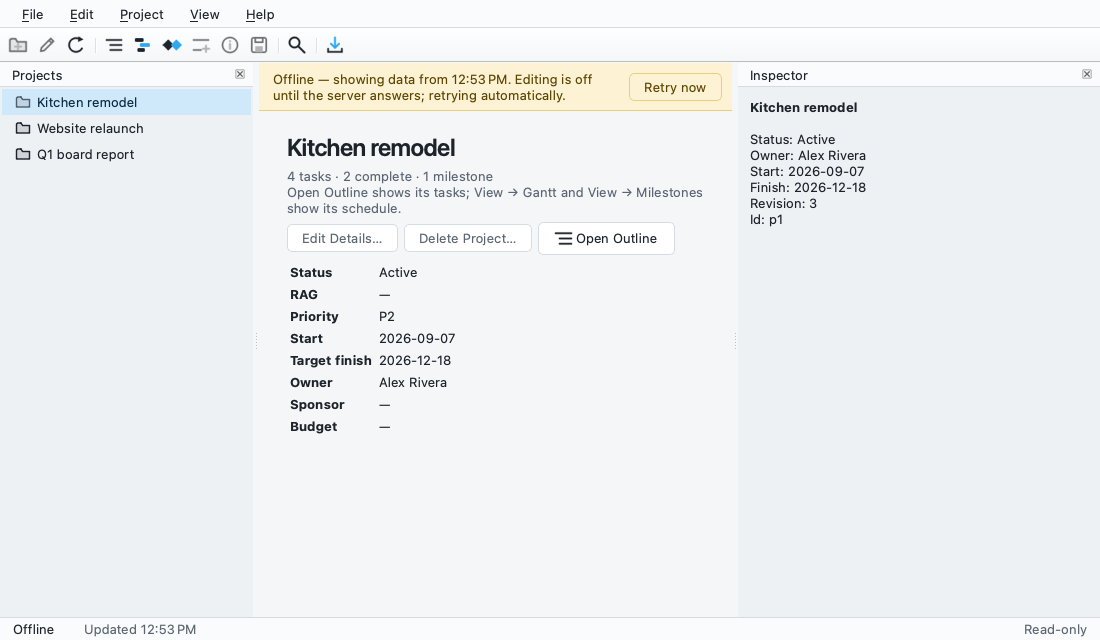 File Edit Project View Help
Projects
Kitchen remodel
Website relaunch
Q1 board report
Offline — showing data from 12:53 PM. Editing is off
until the server answers; retrying automatically.
Retry now
Kitchen remodel
4 tasks · 2 complete · 1 milestone
Open Outline shows its tasks; View → Gantt and View → Milestones
show its schedule.
Edit Details... Delete Project... Open Outline
Status Active
RAG —
Priority P2
Start 2026-09-07
Target finish 2026-12-18
Owner Alex Rivera
Sponsor —
Budget —
Inspector
Kitchen remodel
Status: Active
Owner: Alex Rivera
Start: 2026-09-07
Finish: 2026-12-18
Revision: 3
Id: p1
Offline Updated 12:53 PM Read-only